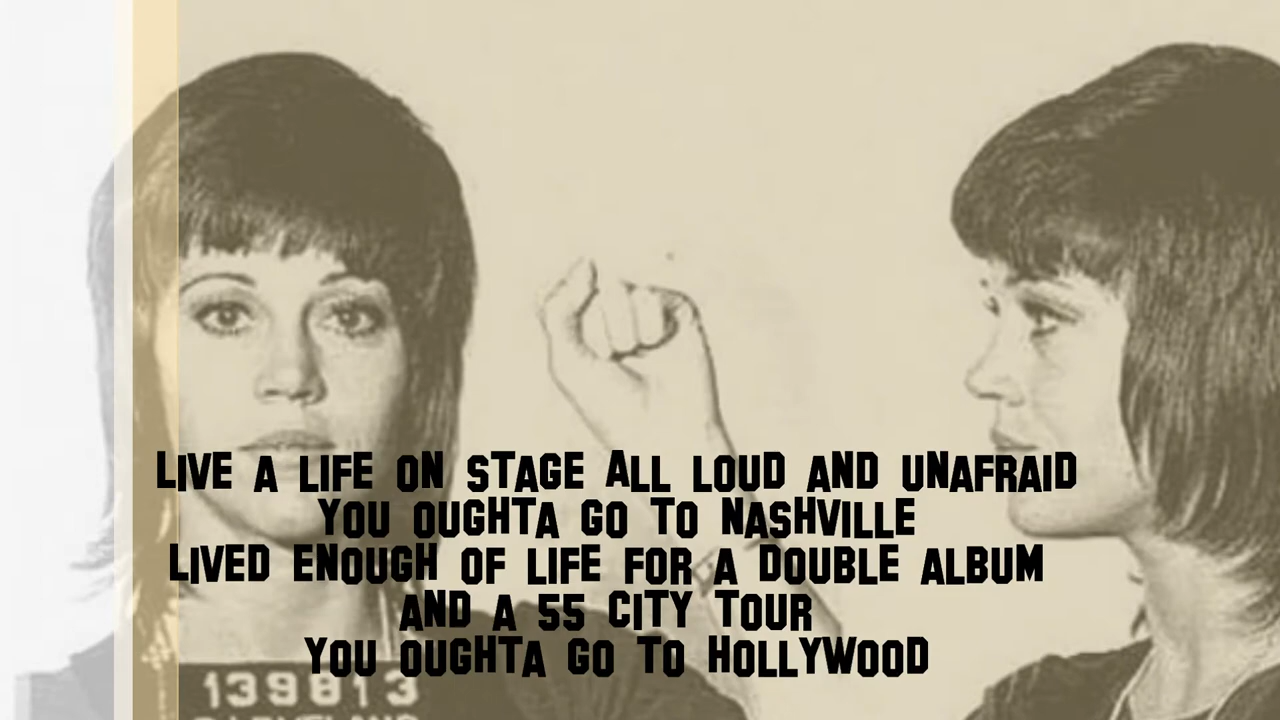 LIVE A LIFE ON STAGE ALL LOUD AND UNAFRAID
YOU OUGHTA GO TO NASHVILLE
LIVED ENOUGH OF LIFE FOR A DOUBLE ALBUM
AND A 55 CITY TOUR
YOU OUGHTA GO TO HOLLYWOOD
139813
CLEVELAND